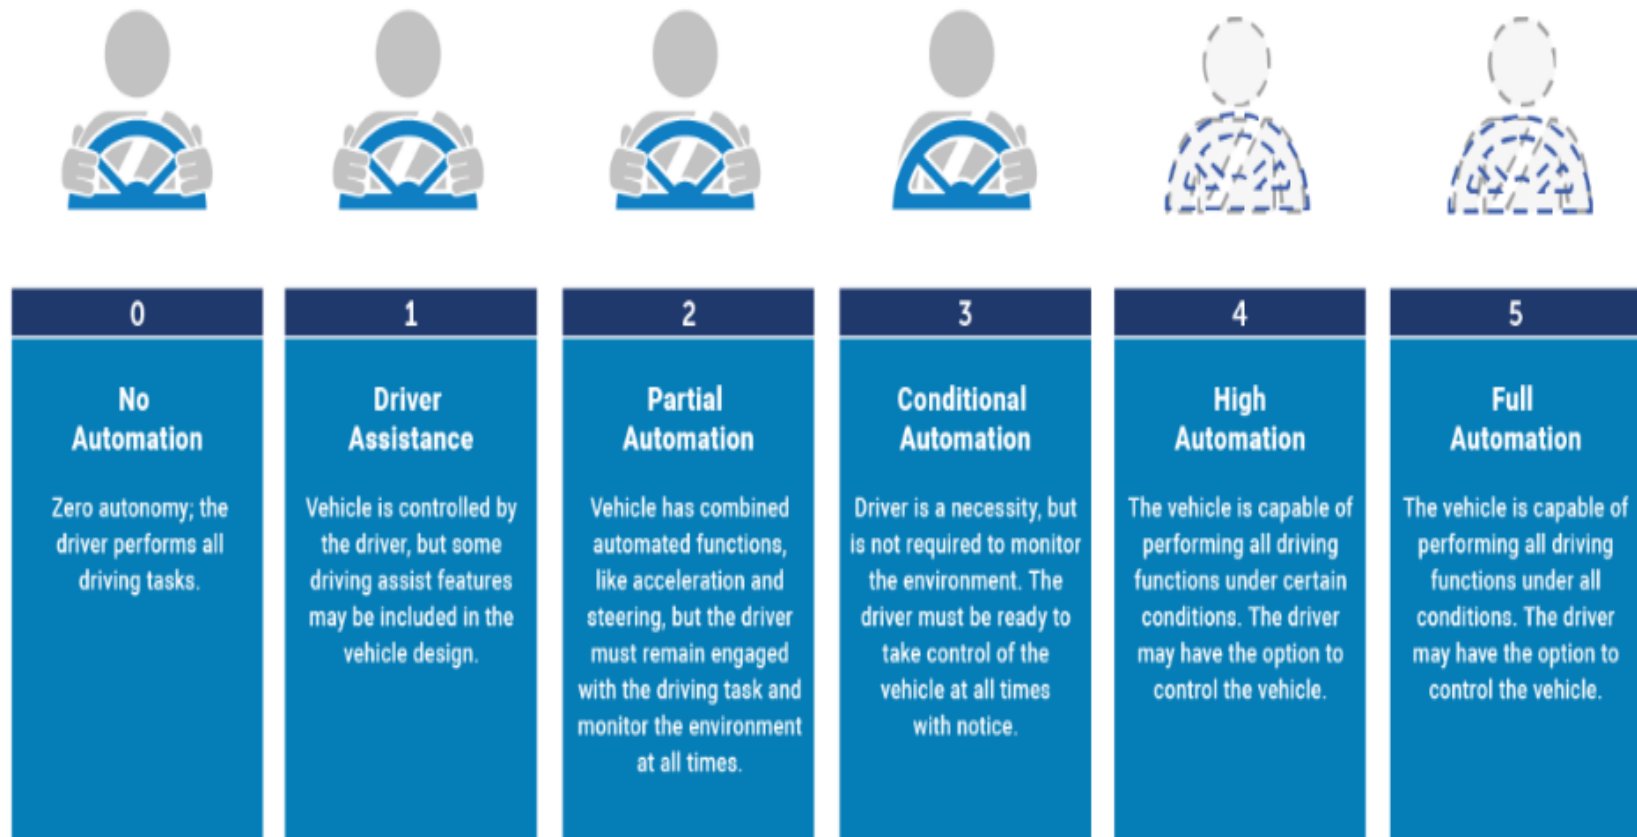 0
No
Automation
Zero autonomy; the
driver performs all
driving tasks.
1
Driver
Assistance
Vehicle is controlled by
the driver, but some
driving assist features
may be included in the
vehicle design.
2
Partial
Automation
Vehicle has combined
automated functions,
like acceleration and
steering, but the driver
must remain engaged
with the driving task and
monitor the environment
at all times.
3
Conditional
Automation
Driver is a necessity, but
is not required to monitor
the environment. The
driver must be ready to
take control of the
vehicle at all times
with notice.
4
High
Automation
The vehicle is capable of
performing all driving
functions under certain
conditions. The driver
may have the option to
control the vehicle.
5
Full
Automation
The vehicle is capable of
performing all driving
functions under all
conditions. The driver
may have the option to
control the vehicle.